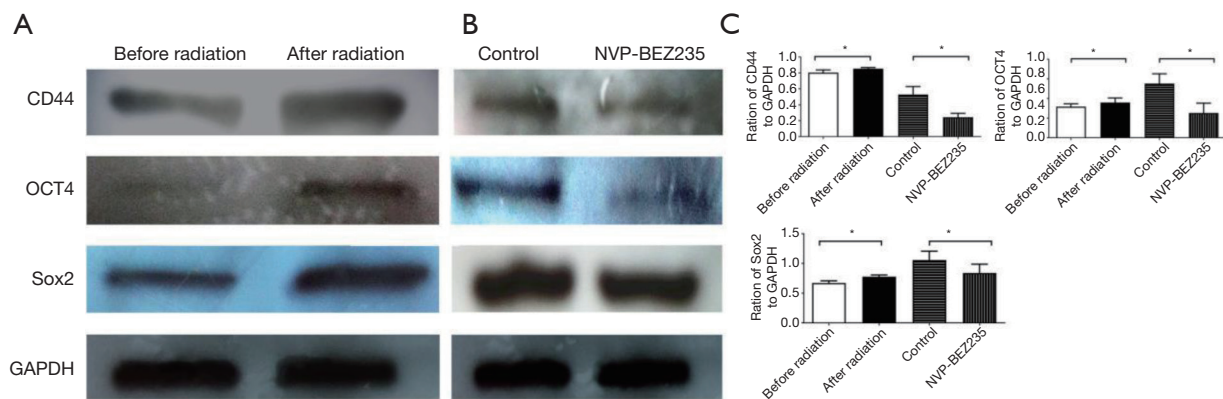 A
B
C
Before radiation
After radiation
Control
NVP-BEZ235
CD44
OCT4
Sox2
GAPDH
Ration of CD44
to GAPDH
1.0
0.8
0.6
0.4
0.2
0
*
*
Before radiation
After radiation
Control
NVP-BEZ235
Ration of OCT4
to GAPDH
1.0
0.8
0.6
0.4
0.2
0
*
*
Before radiation
After radiation
Control
NVP-BEZ235
Ration of Sox2
to GAPDH
1.5
1.0
0.5
0.0
*
*
Before radiation
After radiation
Control
NVP-BEZ235